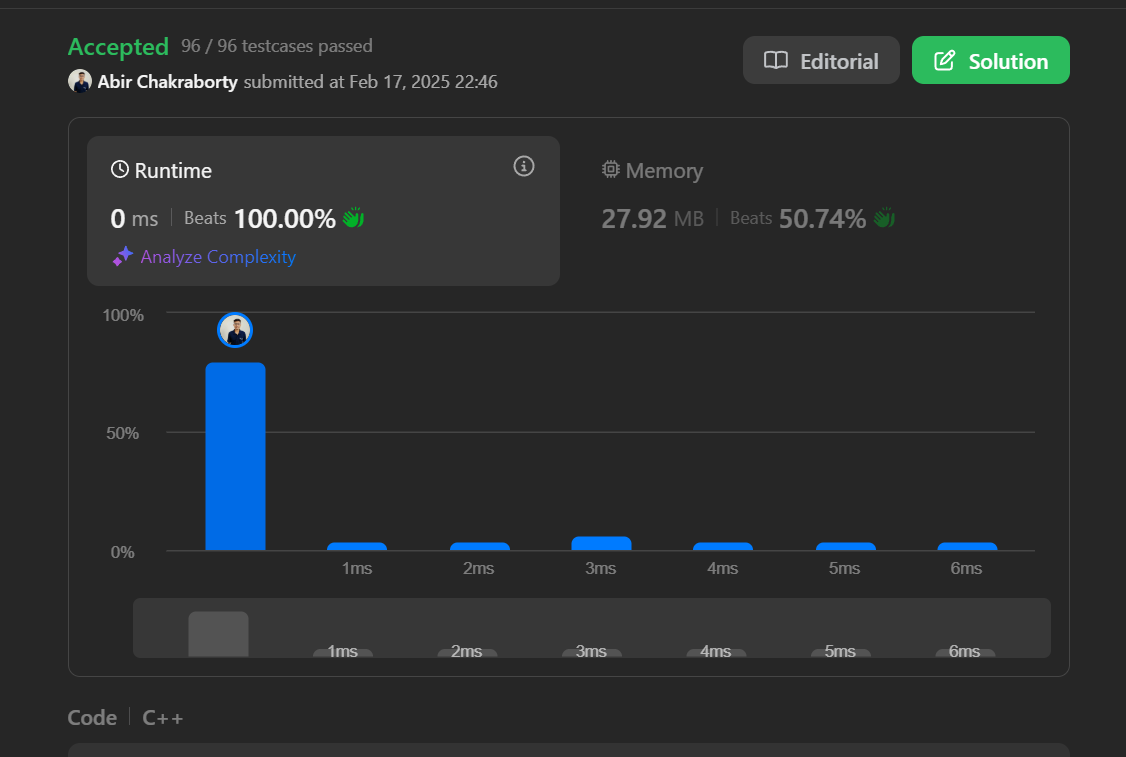 Accepted 96 / 96 testcases passed
Abir Chakraborty submitted at Feb 17, 2025 22:46
Editorial
Solution
Runtime
0 ms Beats 100.00%
Analyze Complexity
Memory
27.92 MB Beats 50.74%
100%
50%
0%
1ms 2ms 3ms 4ms 5ms 6ms
1ms 2ms 3ms 4ms 5ms 6ms
Code C++